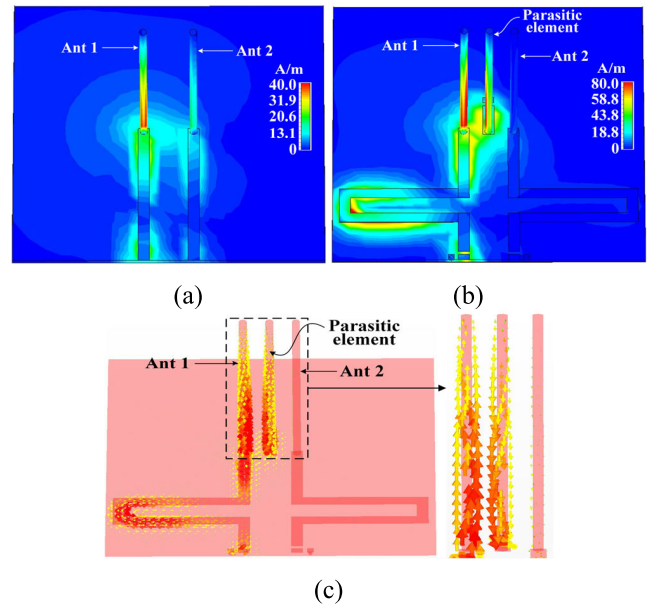 Ant 1
Ant 2
A/m
40.0
31.9
20.6
13.1
0
(a)
Parasitic
element
Ant 1
Ant 2
A/m
80.0
58.8
43.8
18.8
0
(b)
Parasitic
element
Ant 1
Ant 2
(c)